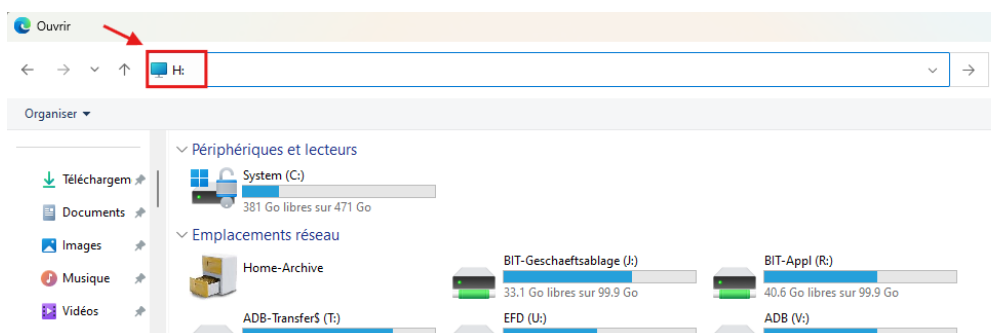 Ouvrir
H:
Organiser
Périphériques et lecteurs
Téléchargem
System (C:)
381 Go libres sur 471 Go
Documents
Emplacements réseau
Images
Home-Archive
BIT-Geschaeftsablage (J:)
33.1 Go libres sur 99.9 Go
BIT-Appl (R:)
40.6 Go libres sur 99.9 Go
Musique
Vidéos
ADB-Transfer$ (T:)
EFD (U:)
ADB (V:)